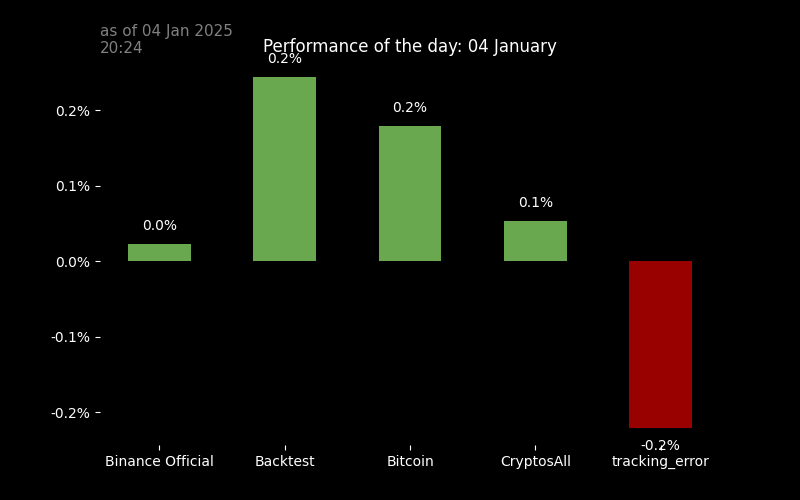 as of 04 Jan 2025
20:24
Performance of the day: 04 January
0.2%
0.2%
0.2%
0.1%
0.0%
0.1%
0.0%
-0.1%
-0.2%
-0.2%
Binance Official
Backtest
Bitcoin
CryptosAll
tracking_error